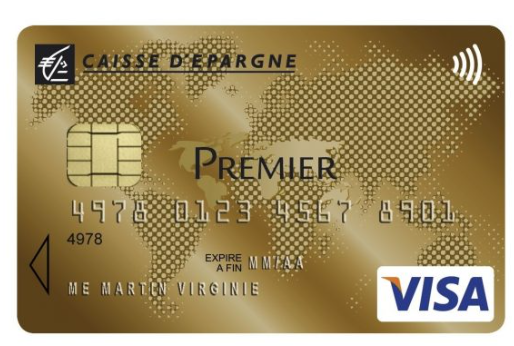 CAISSE D'EPARGNE
PREMIER
4978 0123 4567 8901
4978
EXPIRE
A FIN MM/AA
ME MARTIN VIRGINIE
VISA